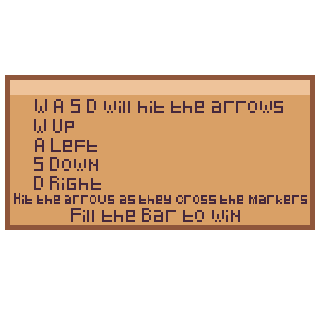 W A S D will hit the arrows
W Up
A Left
S Down
D Right
Hit the arrows as they cross the Markers
Fill the Bar to win